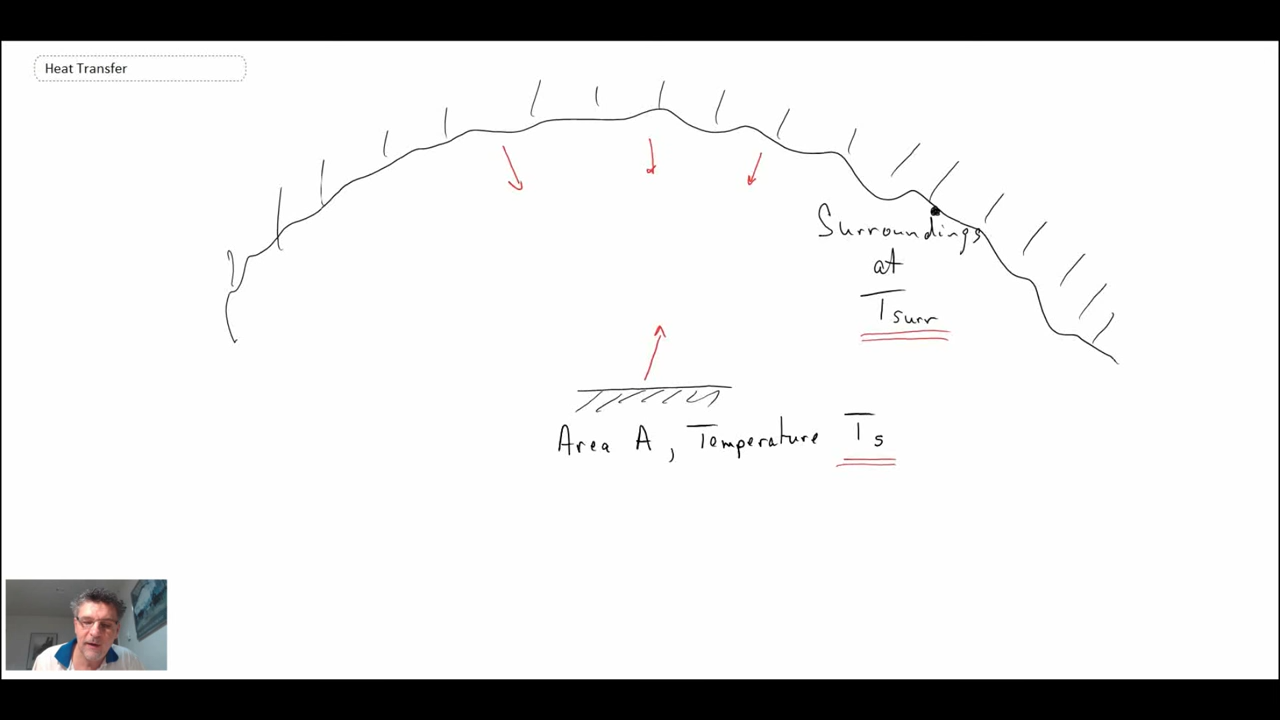 Heat Transfer
Surroundings
at
Tsurr
Area A, Temperature Ts